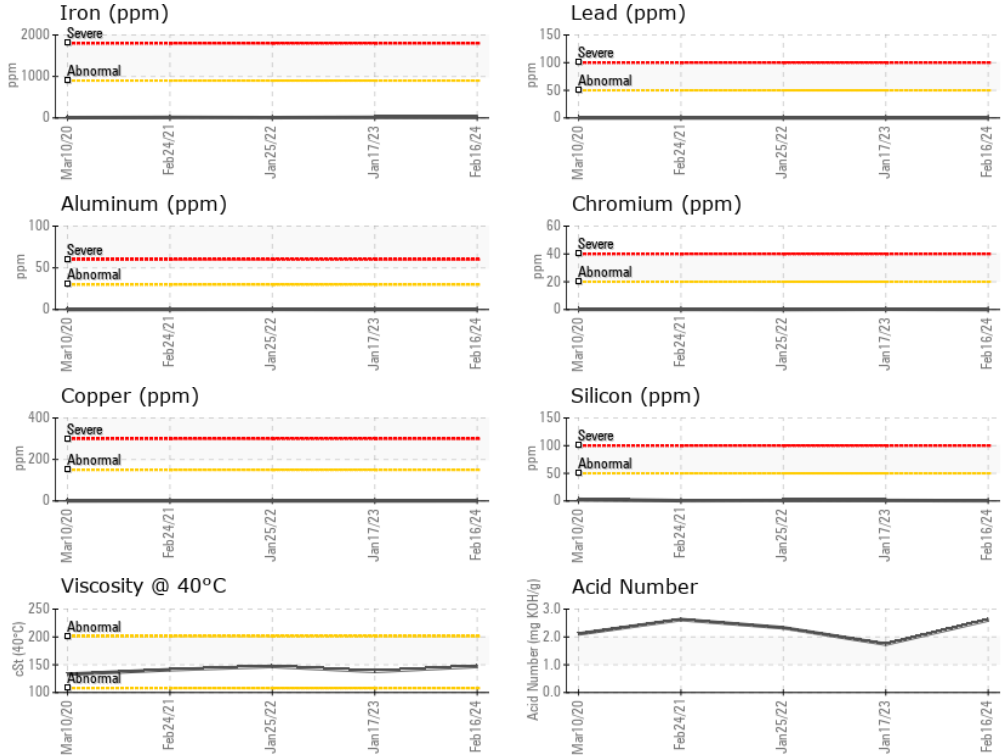 Iron (ppm)
2000
1000
0
ppm
Severe
Abnormal
Mar10/20
Feb24/21
Jan25/22
Jan17/23
Feb16/24
Lead (ppm)
150
100
50
0
ppm
Severe
Abnormal
Mar10/20
Feb24/21
Jan25/22
Jan17/23
Feb16/24
Aluminum (ppm)
100
50
0
ppm
Severe
Abnormal
Mar10/20
Feb24/21
Jan25/22
Jan17/23
Feb16/24
Chromium (ppm)
60
40
20
0
ppm
Severe
Abnormal
Mar10/20
Feb24/21
Jan25/22
Jan17/23
Feb16/24
Copper (ppm)
400
200
0
ppm
Severe
Abnormal
Mar10/20
Feb24/21
Jan25/22
Jan17/23
Feb16/24
Silicon (ppm)
150
100
50
0
ppm
Severe
Abnormal
Mar10/20
Feb24/21
Jan25/22
Jan17/23
Feb16/24
Viscosity @ 40°C
250
200
150
100
cSt (40°C)
Abnormal
Abnormal
Mar10/20
Feb24/21
Jan25/22
Jan17/23
Feb16/24
Acid Number
3.0
2.0
1.0
0.0
Acid Number (mg KOH/g)
Mar10/20
Feb24/21
Jan25/22
Jan17/23
Feb16/24